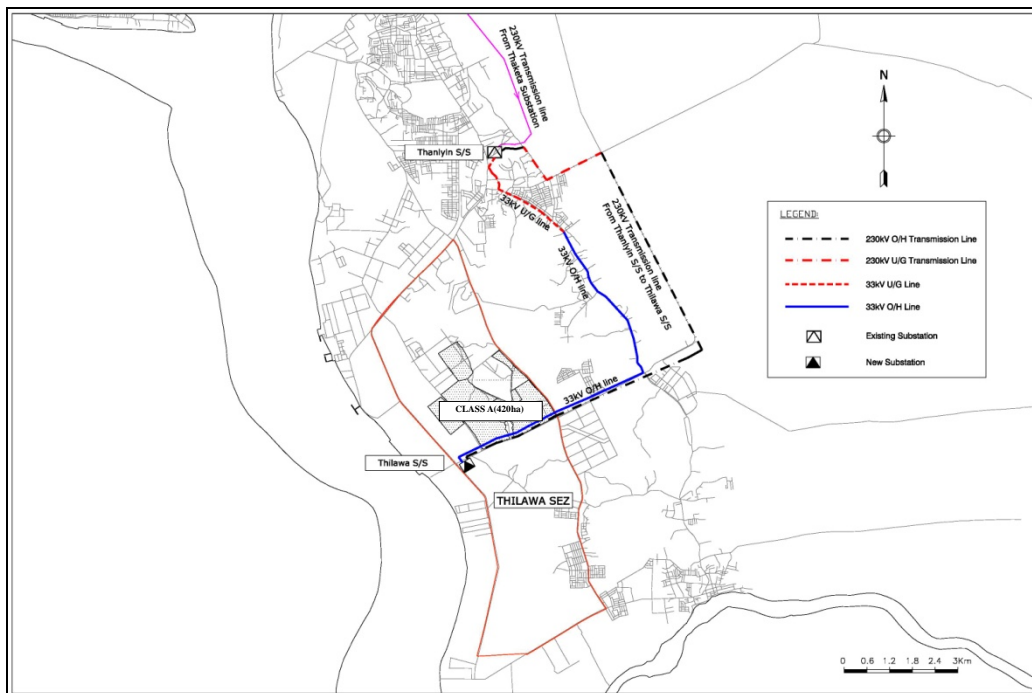 230kV Transmission line
From Thaketa Substation
N
Thanlyin S/S
33kV U/G line
33kV O/H line
230kV Transmission line
From Thanlyin S/S to Thilawa S/S
LEGEND:
230kV O/H Transmission Line
230kV U/G Transmission Line
33kV U/G Line
33kV O/H Line
Existing Substation
New Substation
33kV O/H line
CLASS A(420ha)
Thilawa S/S
THILAWA SEZ
0 0.6 1.2 1.8 2.4 3Km